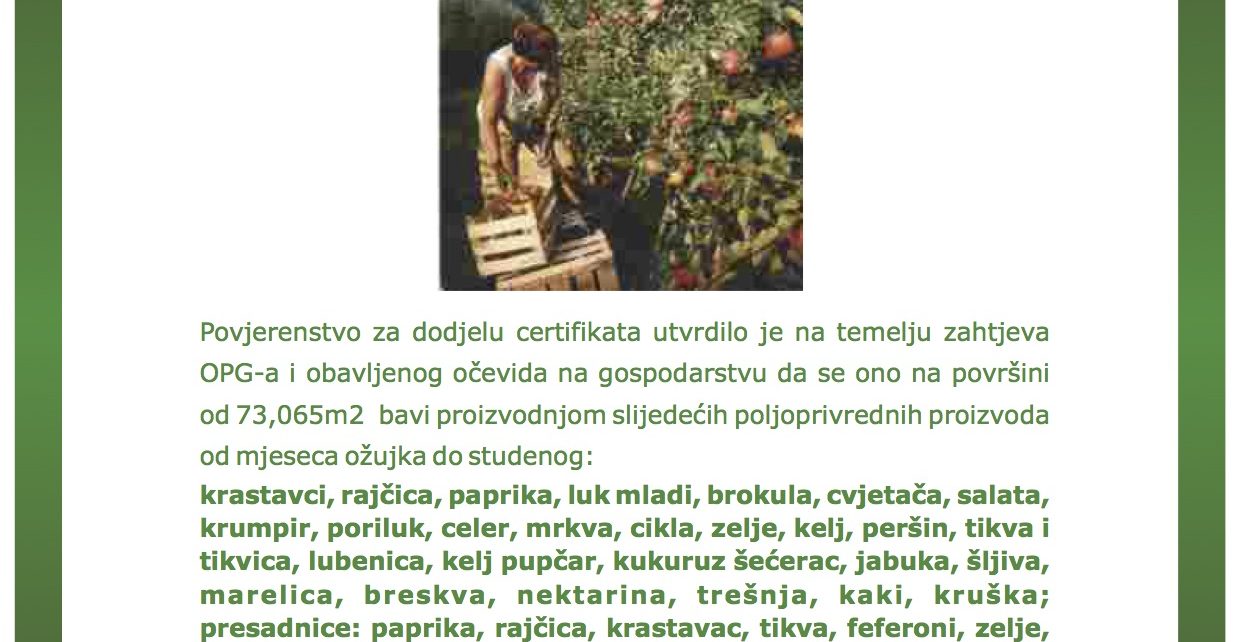 Povjerenstvo za dodjelu certifikata utvrdilo je na temelju zahtjeva
OPG-a i obavljenog očevida na gospodarstvu da se ono na površini
od 73,065m2 bavi proizvodnjom slijedećih poljoprivrednih proizvoda
od mjeseca ožujka do studenog:
krastavci, rajčica, paprika, luk mladi, brokula, cvjetača, salata,
krumpir, poriluk, celer, mrkva, cikla, zelje, kelj, peršin, tikva i
tikvica, lubenica, kelj pupčar, kukuruz šećerac, jabuka, šljiva,
marelica, breskva, nektarina, trešnja, kaki, kruška;
presadnice: paprika, rajčica, krastavac, tikva, feferoni, zelje,